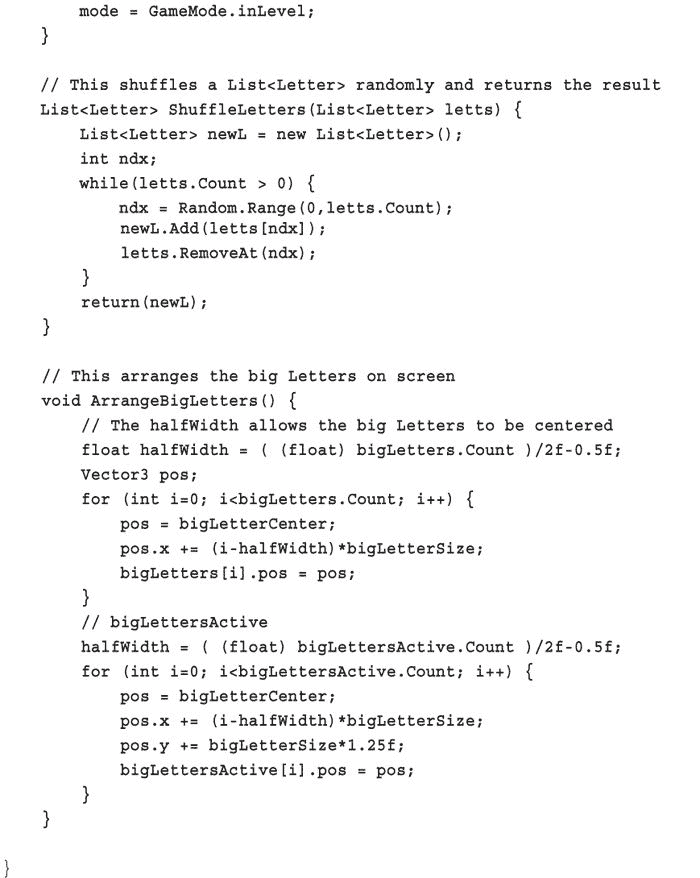 mode = GameMode.inLevel;
    }

    // This shuffles a List<Letter> randomly and returns the result
    List<Letter> ShuffleLetters(List<Letter> letts) {
        List<Letter> newL = new List<Letter>();
        int ndx;
        while(letts.Count > 0) {
            ndx = Random.Range(0,letts.Count);
            newL.Add(letts[ndx]);
            letts.RemoveAt(ndx);
        }
        return(newL);
    }

    // This arranges the big Letters on screen
    void ArrangeBigLetters() {
        // The halfWidth allows the big Letters to be centered
        float halfWidth = ( (float) bigLetters.Count )/2f-0.5f;
        Vector3 pos;
        for (int i=0; i<bigLetters.Count; i++) {
            pos = bigLetterCenter;
            pos.x += (i-halfWidth)*bigLetterSize;
            bigLetters[i].pos = pos;
        }
        // bigLettersActive
        halfWidth = ( (float) bigLettersActive.Count )/2f-0.5f;
        for (int i=0; i<bigLettersActive.Count; i++) {
            pos = bigLetterCenter;
            pos.x += (i-halfWidth)*bigLetterSize;
            pos.y += bigLetterSize*1.25f;
            bigLettersActive[i].pos = pos;
        }
    }

}